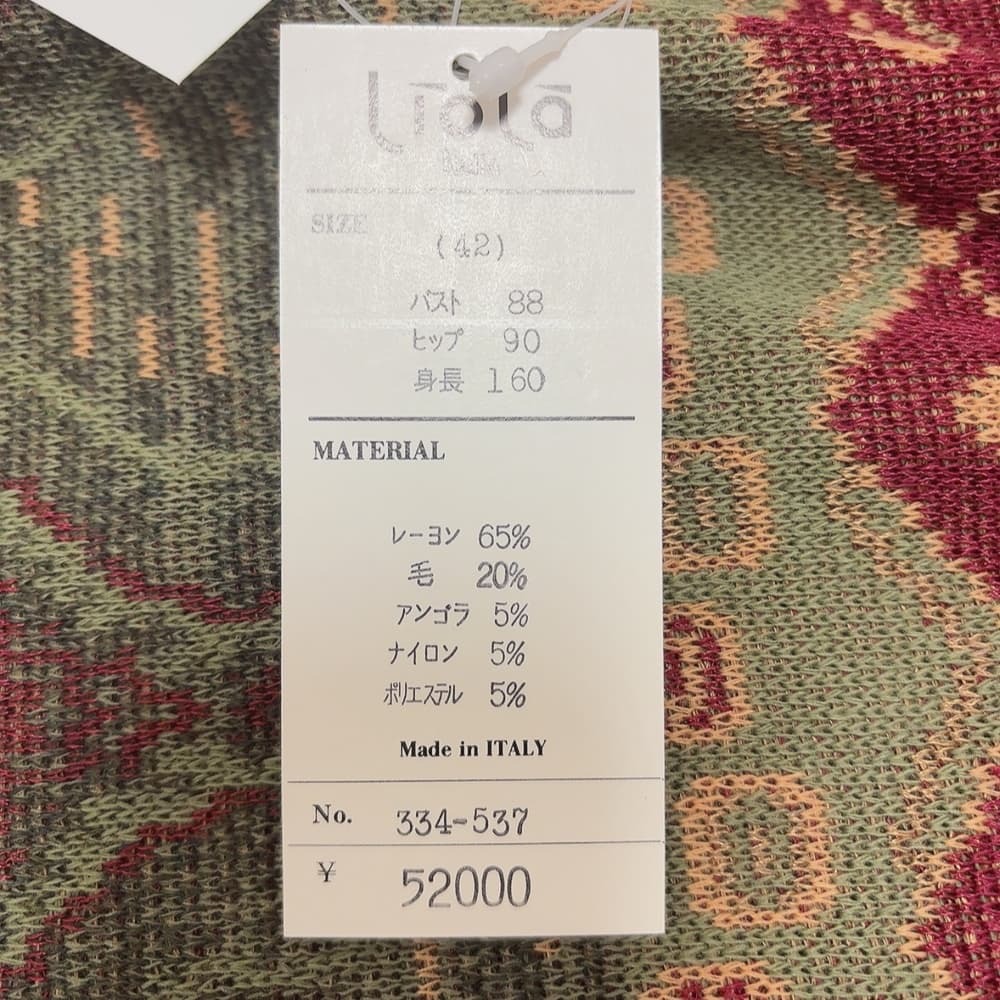 liolà
SIZE
(42)
バスト 88
ヒップ 90
身長 160
MATERIAL
レーヨン 65%
毛 20%
アンゴラ 5%
ナイロン 5%
ポリエステル 5%
Made in ITALY
No. 334-537
¥ 52000